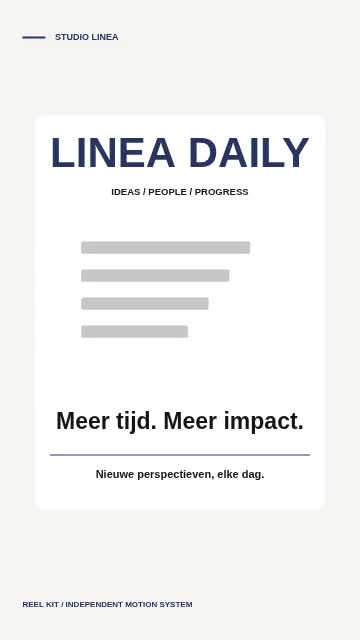 STUDIO LINEA
LINEA DAILY
IDEAS / PEOPLE / PROGRESS
Meer tijd. Meer impact.
Nieuwe perspectieven, elke dag.
REEL KIT / INDEPENDENT MOTION SYSTEM